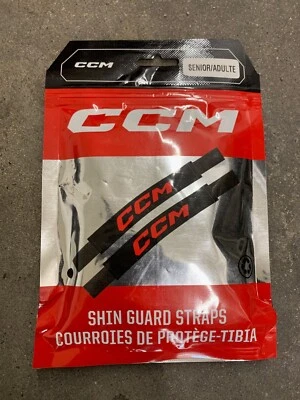 CCM
SENIOR/ADULTE
CCM
CCM
CCM
SHIN GUARD STRAPS
COURROIES DE PROTÈGE-TIBIA